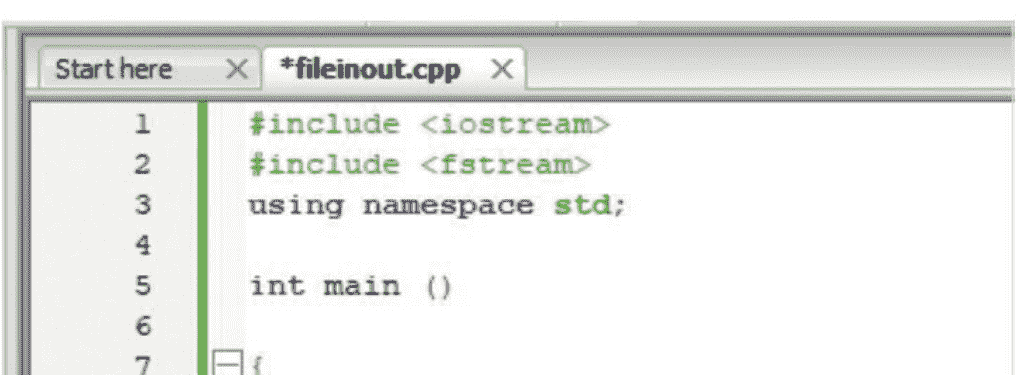 Start here *fileinout.cpp
1 #include <iostream>
2 #include <fstream>
3 using namespace std;
4
5 int main ()
6
7 {